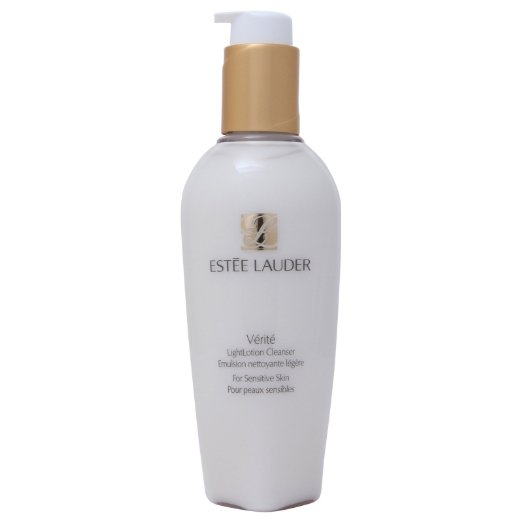 ESTĒE LAUDER
Vérité
LightLotion Cleanser
Emulsion nettoyante légère
For Sensitive Skin
Pour peaux sensibles